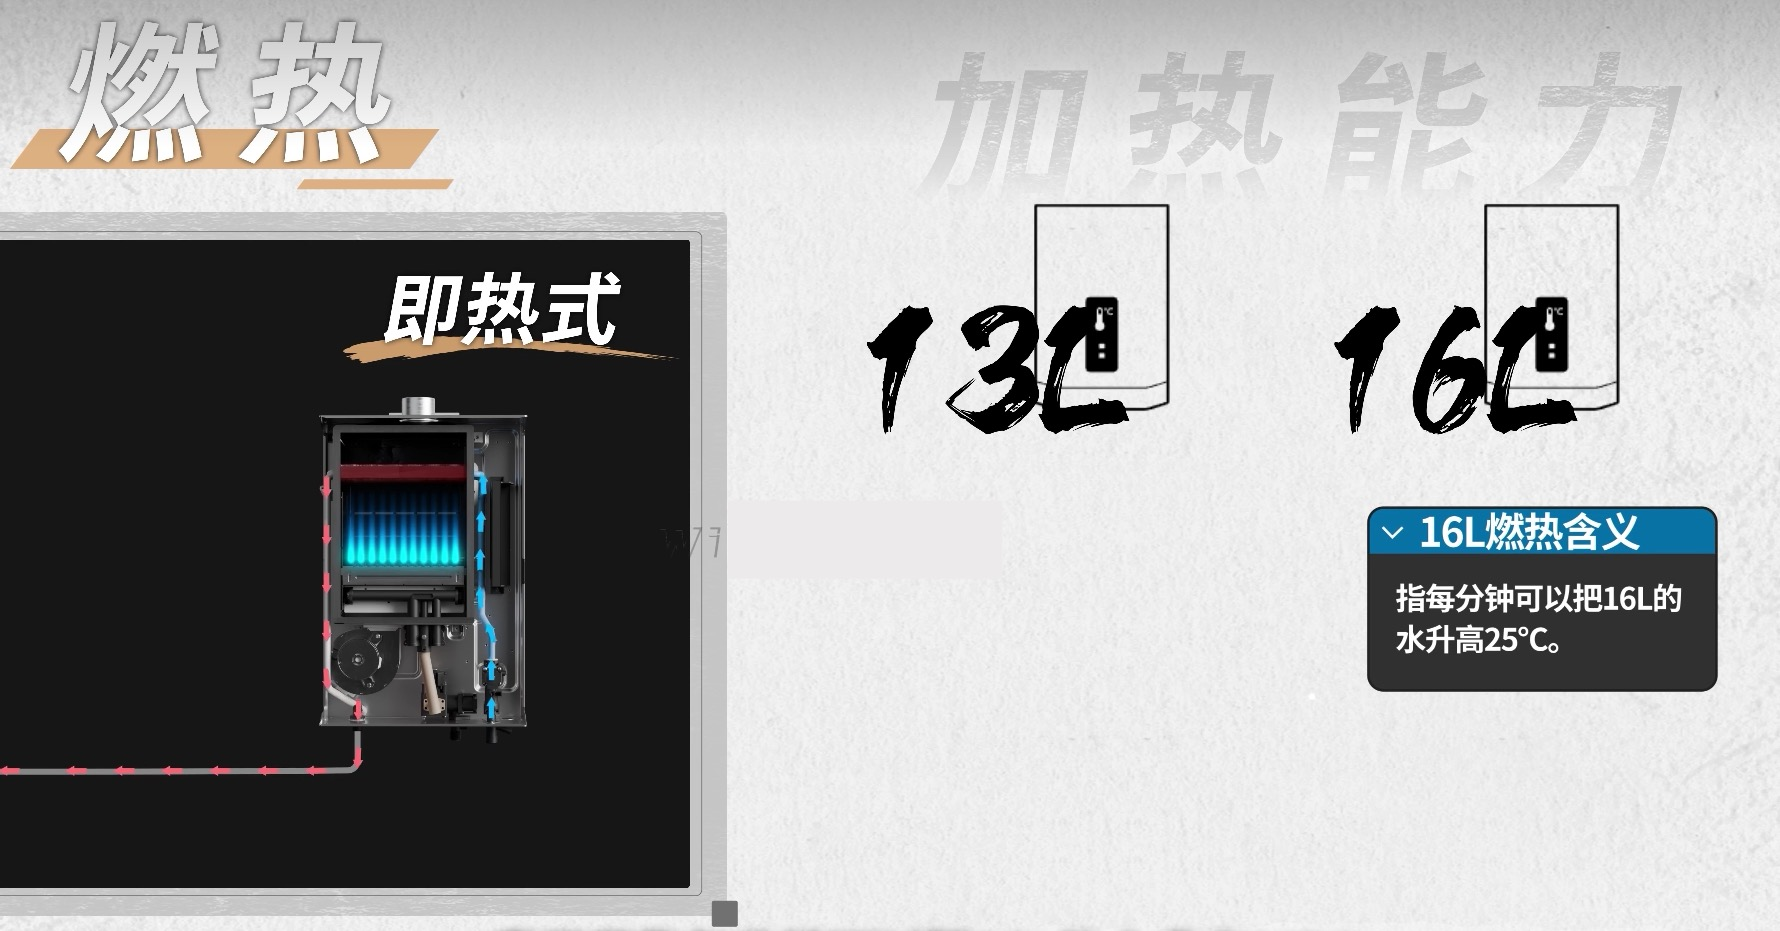 燃热
加热能力
即热式
13L
16L
16L燃热含义
指每分钟可以把16L的
水升高25℃。